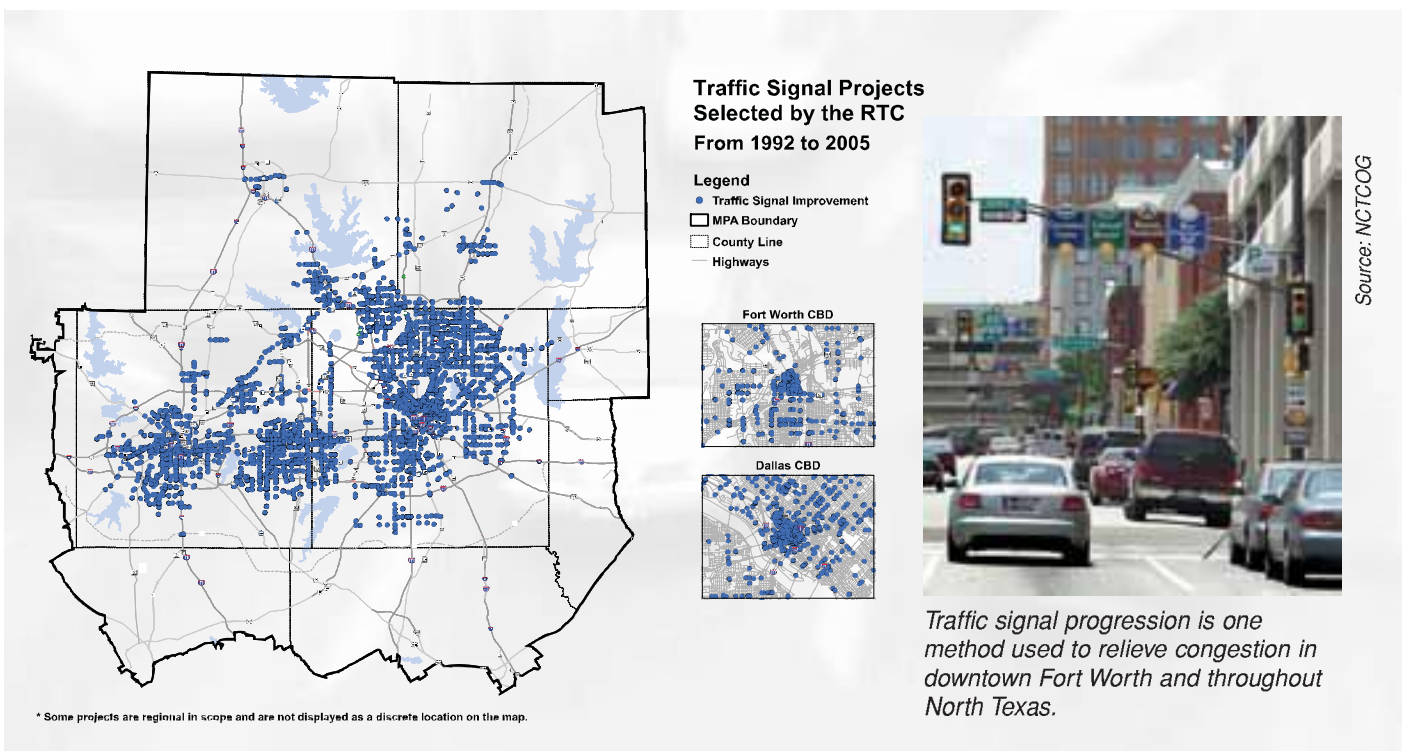 Traffic Signal Projects
Selected by the RTC
From 1992 to 2005
Legend
Traffic Signal Improvement
MPA Boundary
County Line
Highways
Fort Worth CBD
Dallas CBD
Source: NCTCOG
Traffic signal progression is one
method used to relieve congestion in
downtown Fort Worth and throughout
North Texas.
* Some projects are regional in scope and are not displayed as a discrete location on the map.